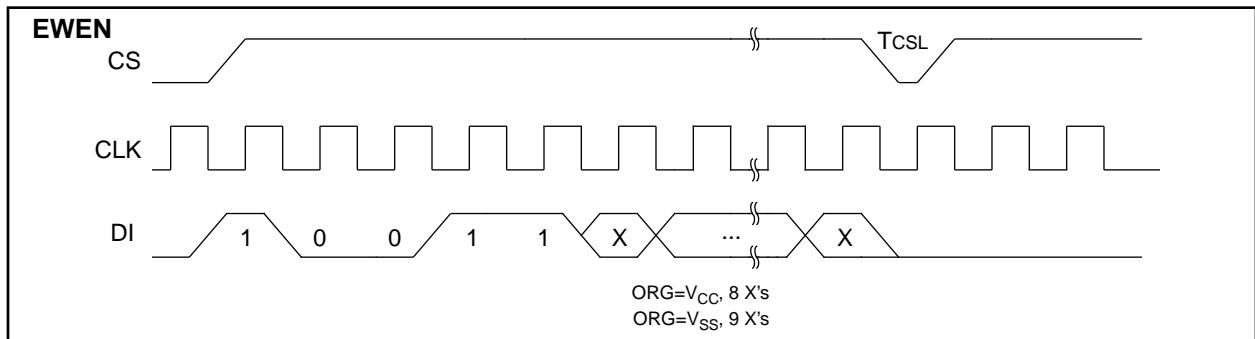 EWEN
CS
TCSL
CLK
DI
1 0 0 1 1 X ... X
ORG=VCC, 8 X's
ORG=VSS, 9 X's